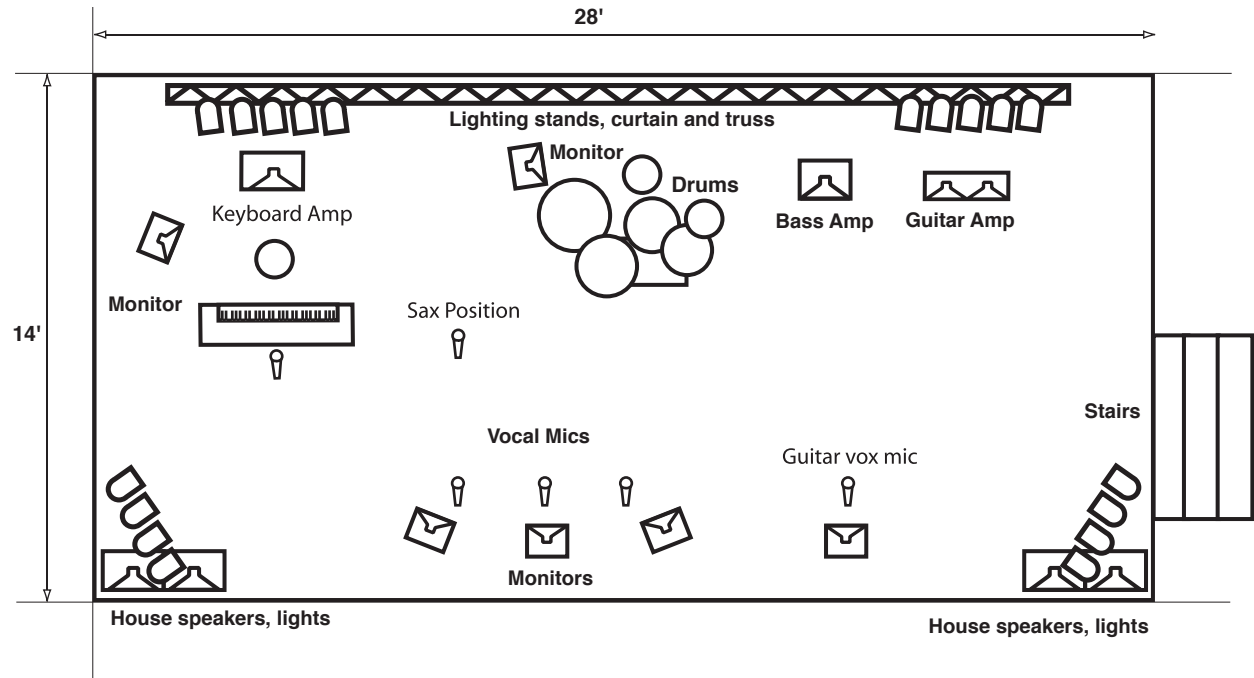 28'
Lighting stands, curtain and truss
Monitor
Drums
Keyboard Amp
Bass Amp
Guitar Amp
Monitor
Sax Position
14'
Stairs
Vocal Mics
Guitar vox mic
Monitors
House speakers, lights
House speakers, lights